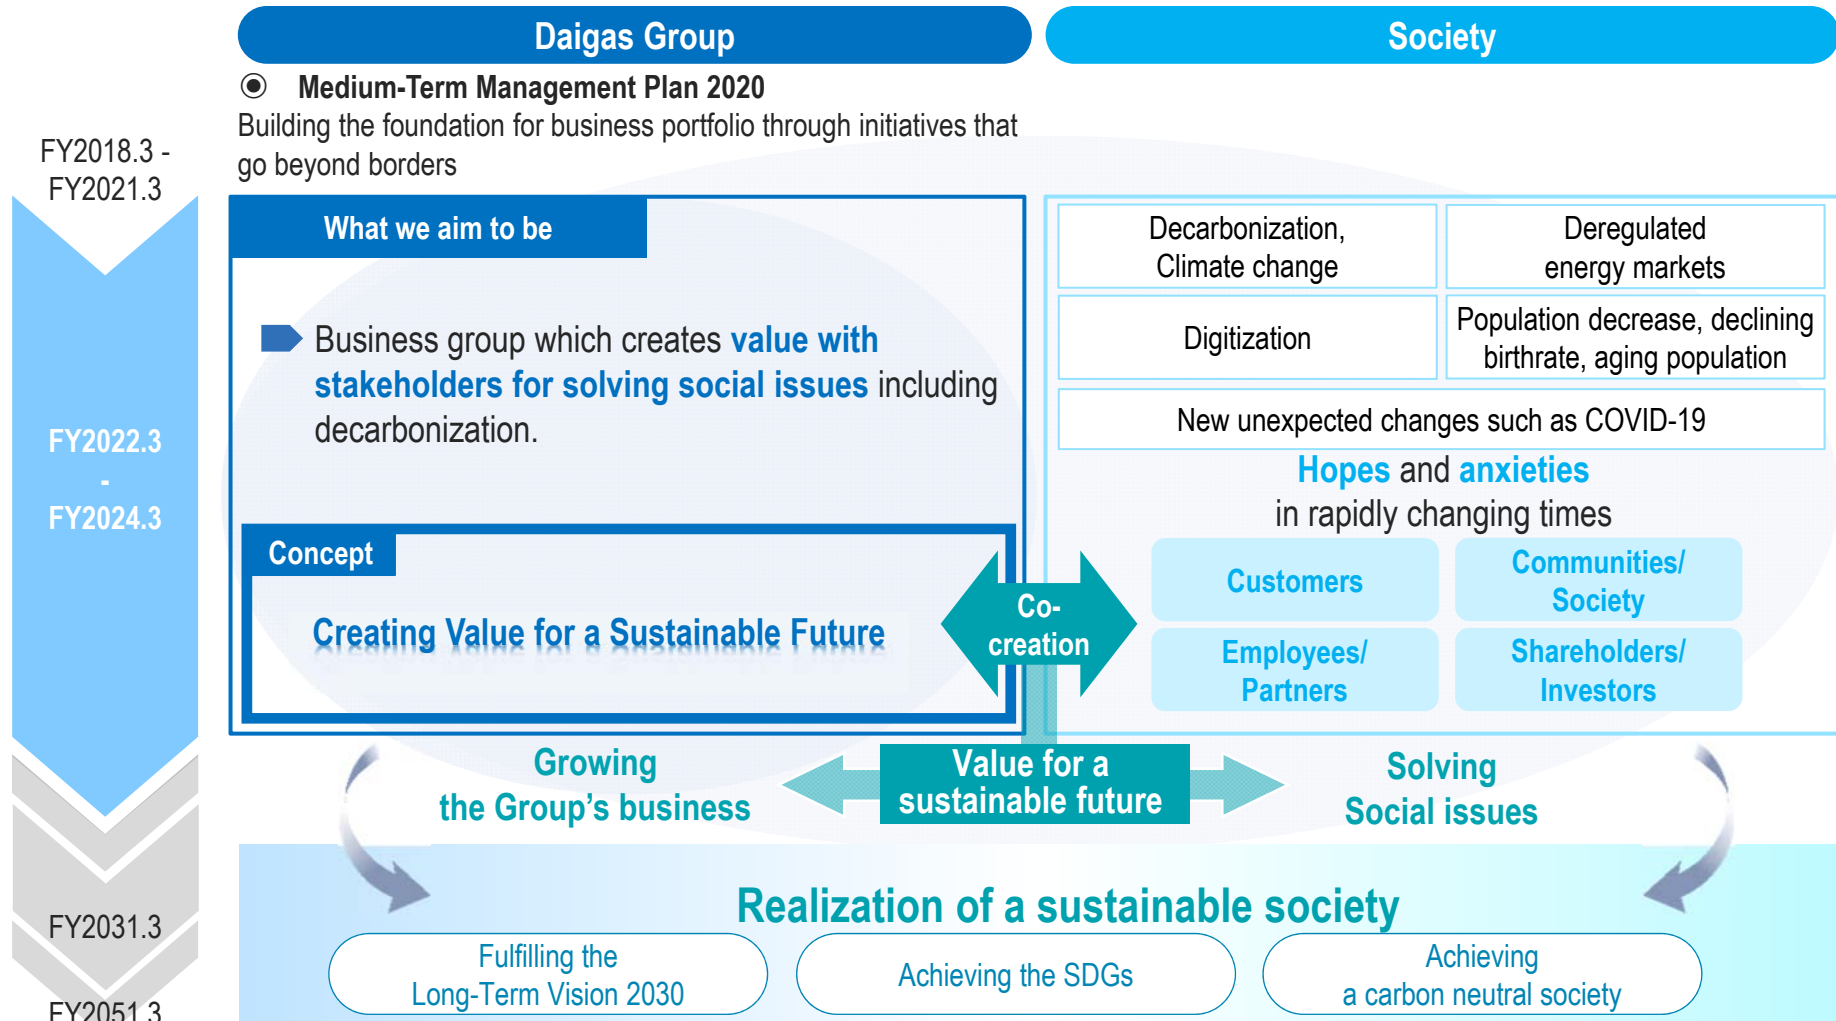 Daigas Group
Society
Medium-Term Management Plan 2020
Building the foundation for business portfolio through initiatives that
go beyond borders
FY2018.3 -
FY2021.3
What we aim to be
Business group which creates value with
stakeholders for solving social issues including
decarbonization.
Concept
Creating Value for a Sustainable Future
Decarbonization,
Climate change
Deregulated
energy markets
Digitization
Population decrease, declining
birthrate, aging population
New unexpected changes such as COVID-19
Hopes and anxieties
in rapidly changing times
Customers
Communities/
Society
Employees/
Partners
Shareholders/
Investors
Co-
creation
FY2022.3
-
FY2024.3
Growing
the Group's business
Value for a
sustainable future
Solving
Social issues
Realization of a sustainable society
FY2031.3
Fulfilling the
Long-Term Vision 2030
Achieving the SDGs
Achieving
a carbon neutral society
FY2051.3